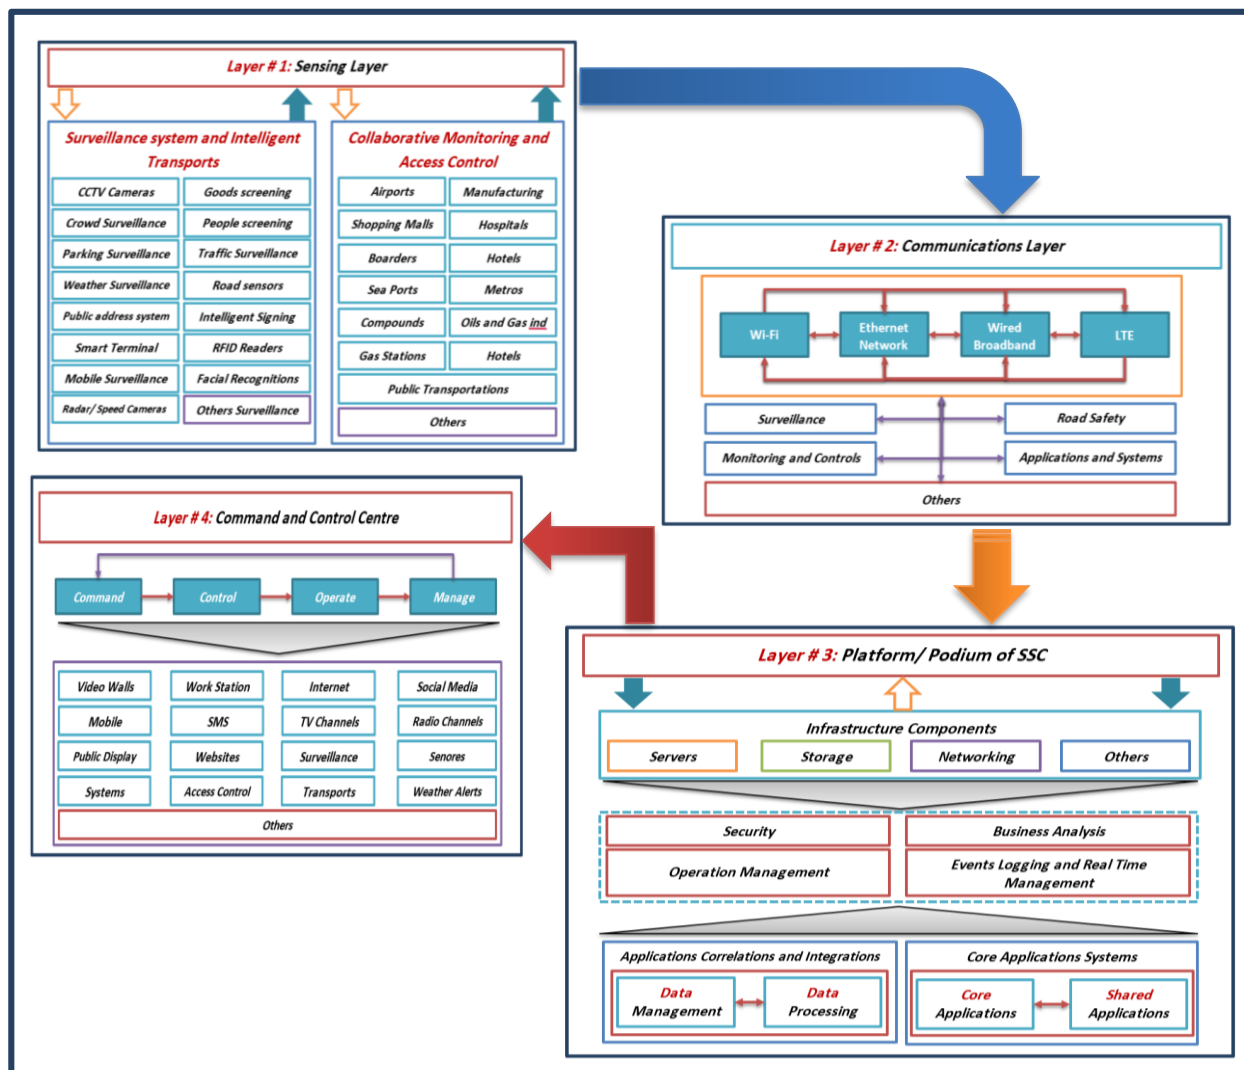 Layer # 1: Sensing Layer
Surveillance system and Intelligent
Transports
CCTV Cameras
Goods screening
Crowd Surveillance
People screening
Parking Surveillance
Traffic Surveillance
Weather Surveillance
Road sensors
Public address system
Intelligent Signing
Smart Terminal
RFID Readers
Mobile Surveillance
Facial Recognitions
Radar/ Speed Cameras
Others Surveillance
Collaborative Monitoring and
Access Control
Airports
Manufacturing
Shopping Malls
Hospitals
Boarders
Hotels
Sea Ports
Metros
Compounds
Oils and Gas ind
Gas Stations
Hotels
Public Transportations
Others
Layer # 2: Communications Layer
Wi-Fi
Ethernet
Network
Wired
Broadband
LTE
Surveillance
Road Safety
Monitoring and Controls
Applications and Systems
Others
Layer # 3: Platform/ Podium of SSC
Infrastructure Components
Servers
Storage
Networking
Others
Security
Business Analysis
Operation Management
Events Logging and Real Time
Management
Applications Correlations and Integrations
Data
Management
Data
Processing
Core Applications Systems
Core
Applications
Shared
Applications
Layer # 4: Command and Control Centre
Command
Control
Operate
Manage
Video Walls
Work Station
Internet
Social Media
Mobile
SMS
TV Channels
Radio Channels
Public Display
Websites
Surveillance
Senores
Systems
Access Control
Transports
Weather Alerts
Others